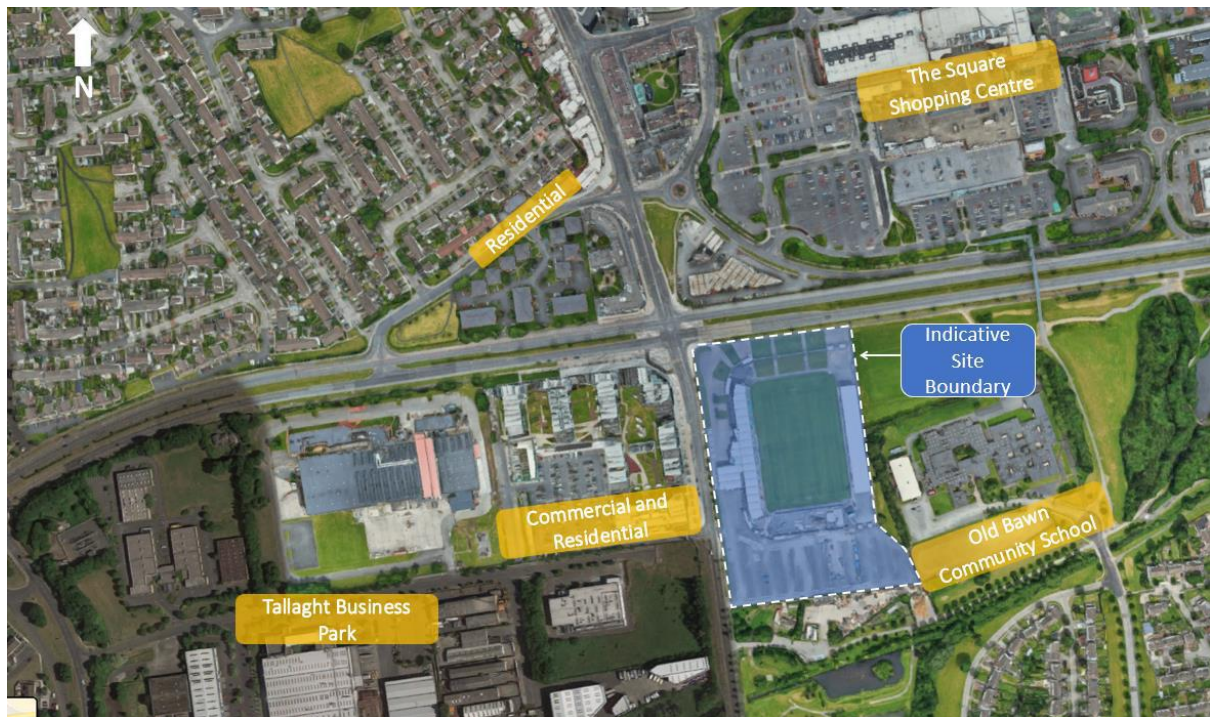 N
The Square
Shopping Centre
Residential
Indicative
Site
Boundary
Commercial and
Residential
Old Bawn
Community School
Tallaght Business
Park